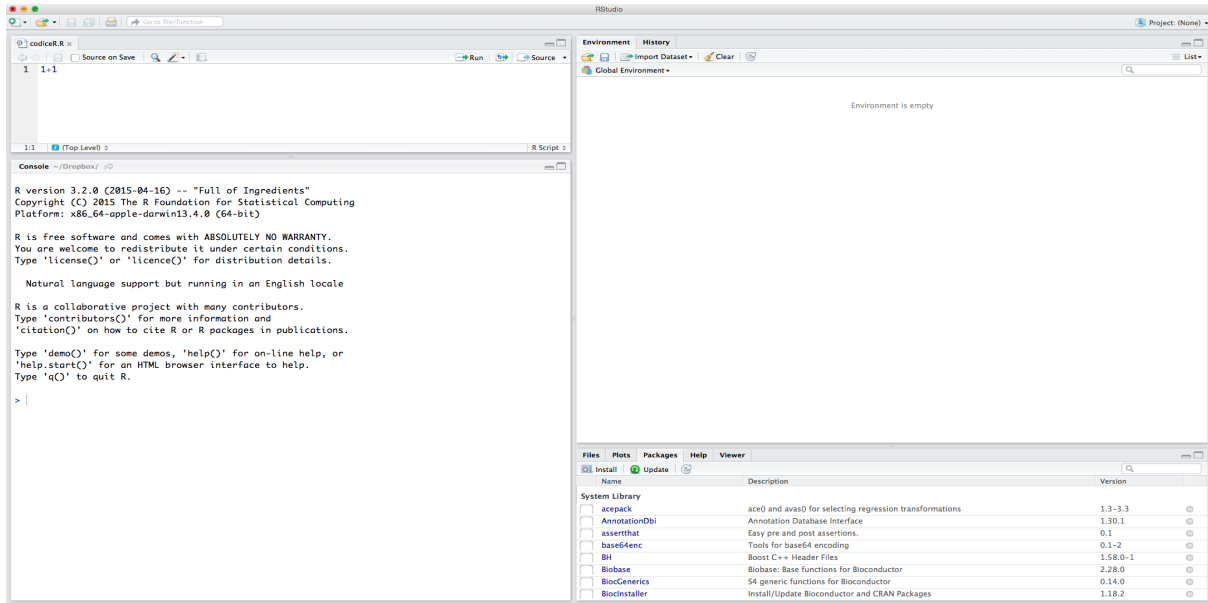 RStudio
Go to file/function
Project: (None)
codiceR.R
Source on Save
Run
Source
1 1+1
1:1 (Top Level) R Script
Console ~/Dropbox/
R version 3.2.0 (2015-04-16) -- "Full of Ingredients"
Copyright (C) 2015 The R Foundation for Statistical Computing
Platform: x86_64-apple-darwin13.4.0 (64-bit)
R is free software and comes with ABSOLUTELY NO WARRANTY.
You are welcome to redistribute it under certain conditions.
Type 'license()' or 'licence()' for distribution details.
Natural language support but running in an English locale
R is a collaborative project with many contributors.
Type 'contributors()' for more information and
'citation()' on how to cite R or R packages in publications.
Type 'demo()' for some demos, 'help()' for on-line help, or
'help.start()' for an HTML browser interface to help.
Type 'q()' to quit R.
>
Environment History
Import Dataset Clear List
Global Environment
Environment is empty
Files Plots Packages Help Viewer
Install Update
Name Description Version
System Library
acepack ace() and avas() for selecting regression transformations 1.3-3.3
AnnotationDbi Annotation Database Interface 1.30.1
assertthat Easy pre and post assertions. 0.1
base64enc Tools for base64 encoding 0.1-2
BH Boost C++ Header Files 1.58.0-1
Biobase Biobase: Base functions for Bioconductor 2.28.0
BiocGenerics S4 generic functions for Bioconductor 0.14.0
BiocInstaller Install/Update Bioconductor and CRAN Packages 1.18.2